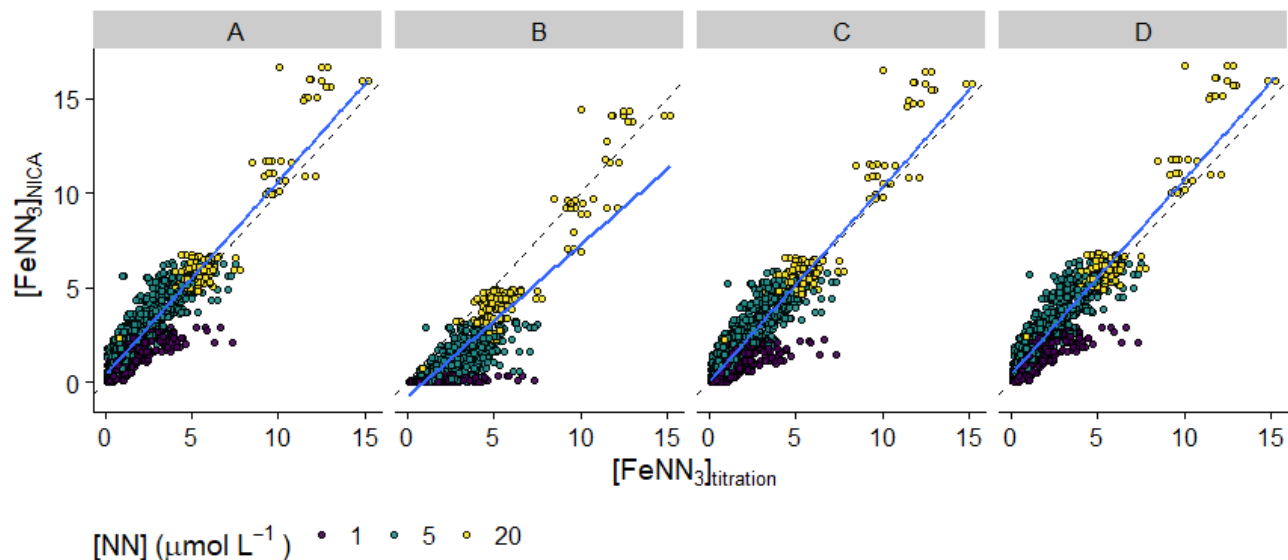 A B C D
15
10
5
0
[FeNN₃]NICA
0 5 10 15 0 5 10 15 0 5 10 15 0 5 10 15
[FeNN₃]titration
[NN] (μmol L⁻¹ ) 1 5 20